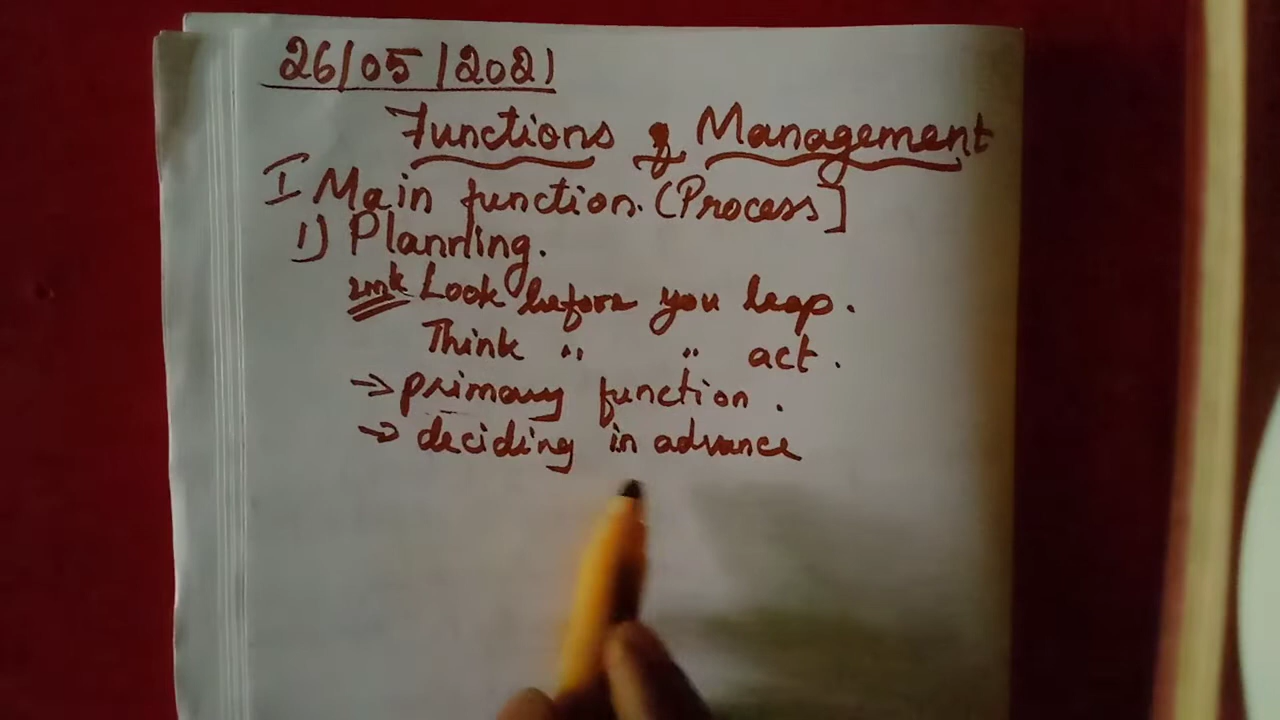 26/05/2021
Functions of Management
I Main function. (Process]
1) Planning.
2mk Look before you leap.
Think " " act.
→ primary function.
→ deciding in advance